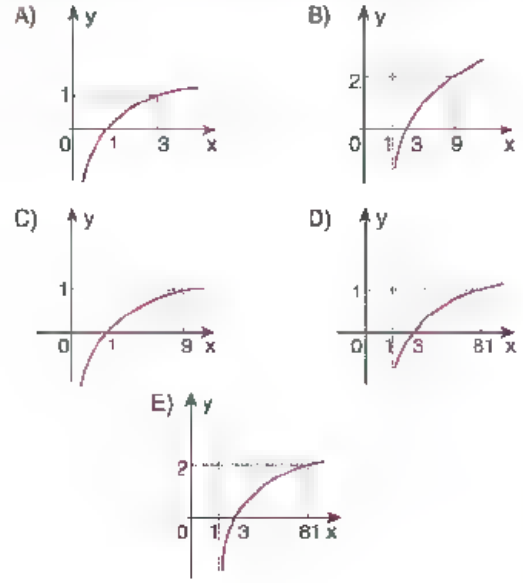 A) y
B) y
1
2
0 1 3 x
0 1 3 9 x
C) y
D) y
1
1
0 1 9 x
0 1 3 81 x
E) y
2
0 1 3 81 x